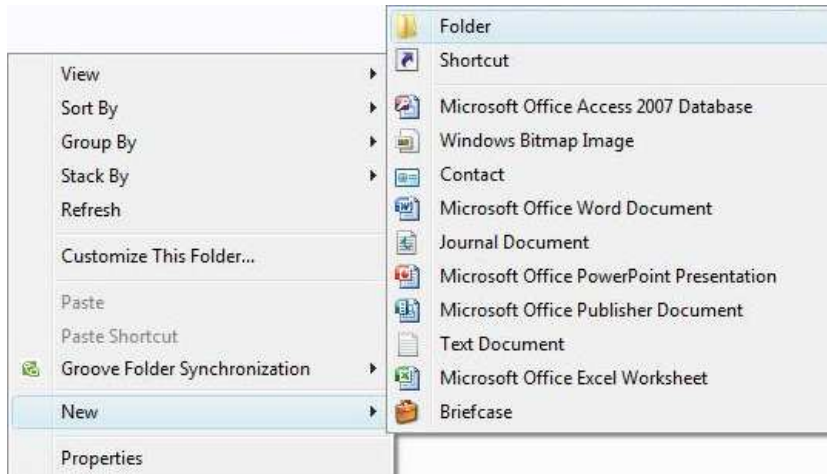 View
Sort By
Group By
Stack By
Refresh
Customize This Folder...
Paste
Paste Shortcut
Groove Folder Synchronization
New
Properties
Folder
Shortcut
Microsoft Office Access 2007 Database
Windows Bitmap Image
Contact
Microsoft Office Word Document
Journal Document
Microsoft Office PowerPoint Presentation
Microsoft Office Publisher Document
Text Document
Microsoft Office Excel Worksheet
Briefcase